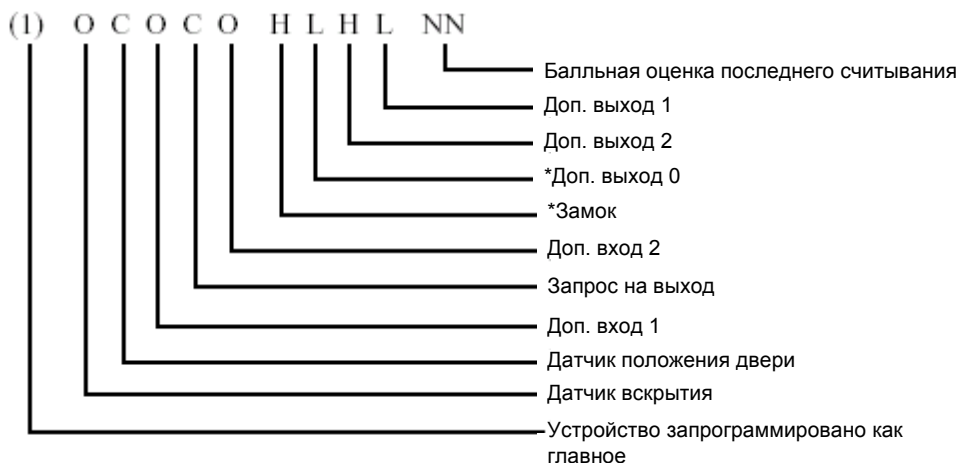 (1) O C O C O H L H L NN
Балльная оценка последнего считывания
Доп. выход 1
Доп. выход 2
*Доп. выход 0
*Замок
Доп. вход 2
Запрос на выход
Доп. вход 1
Датчик положения двери
Датчик вскрытия
Устройство запрограммировано как
главное